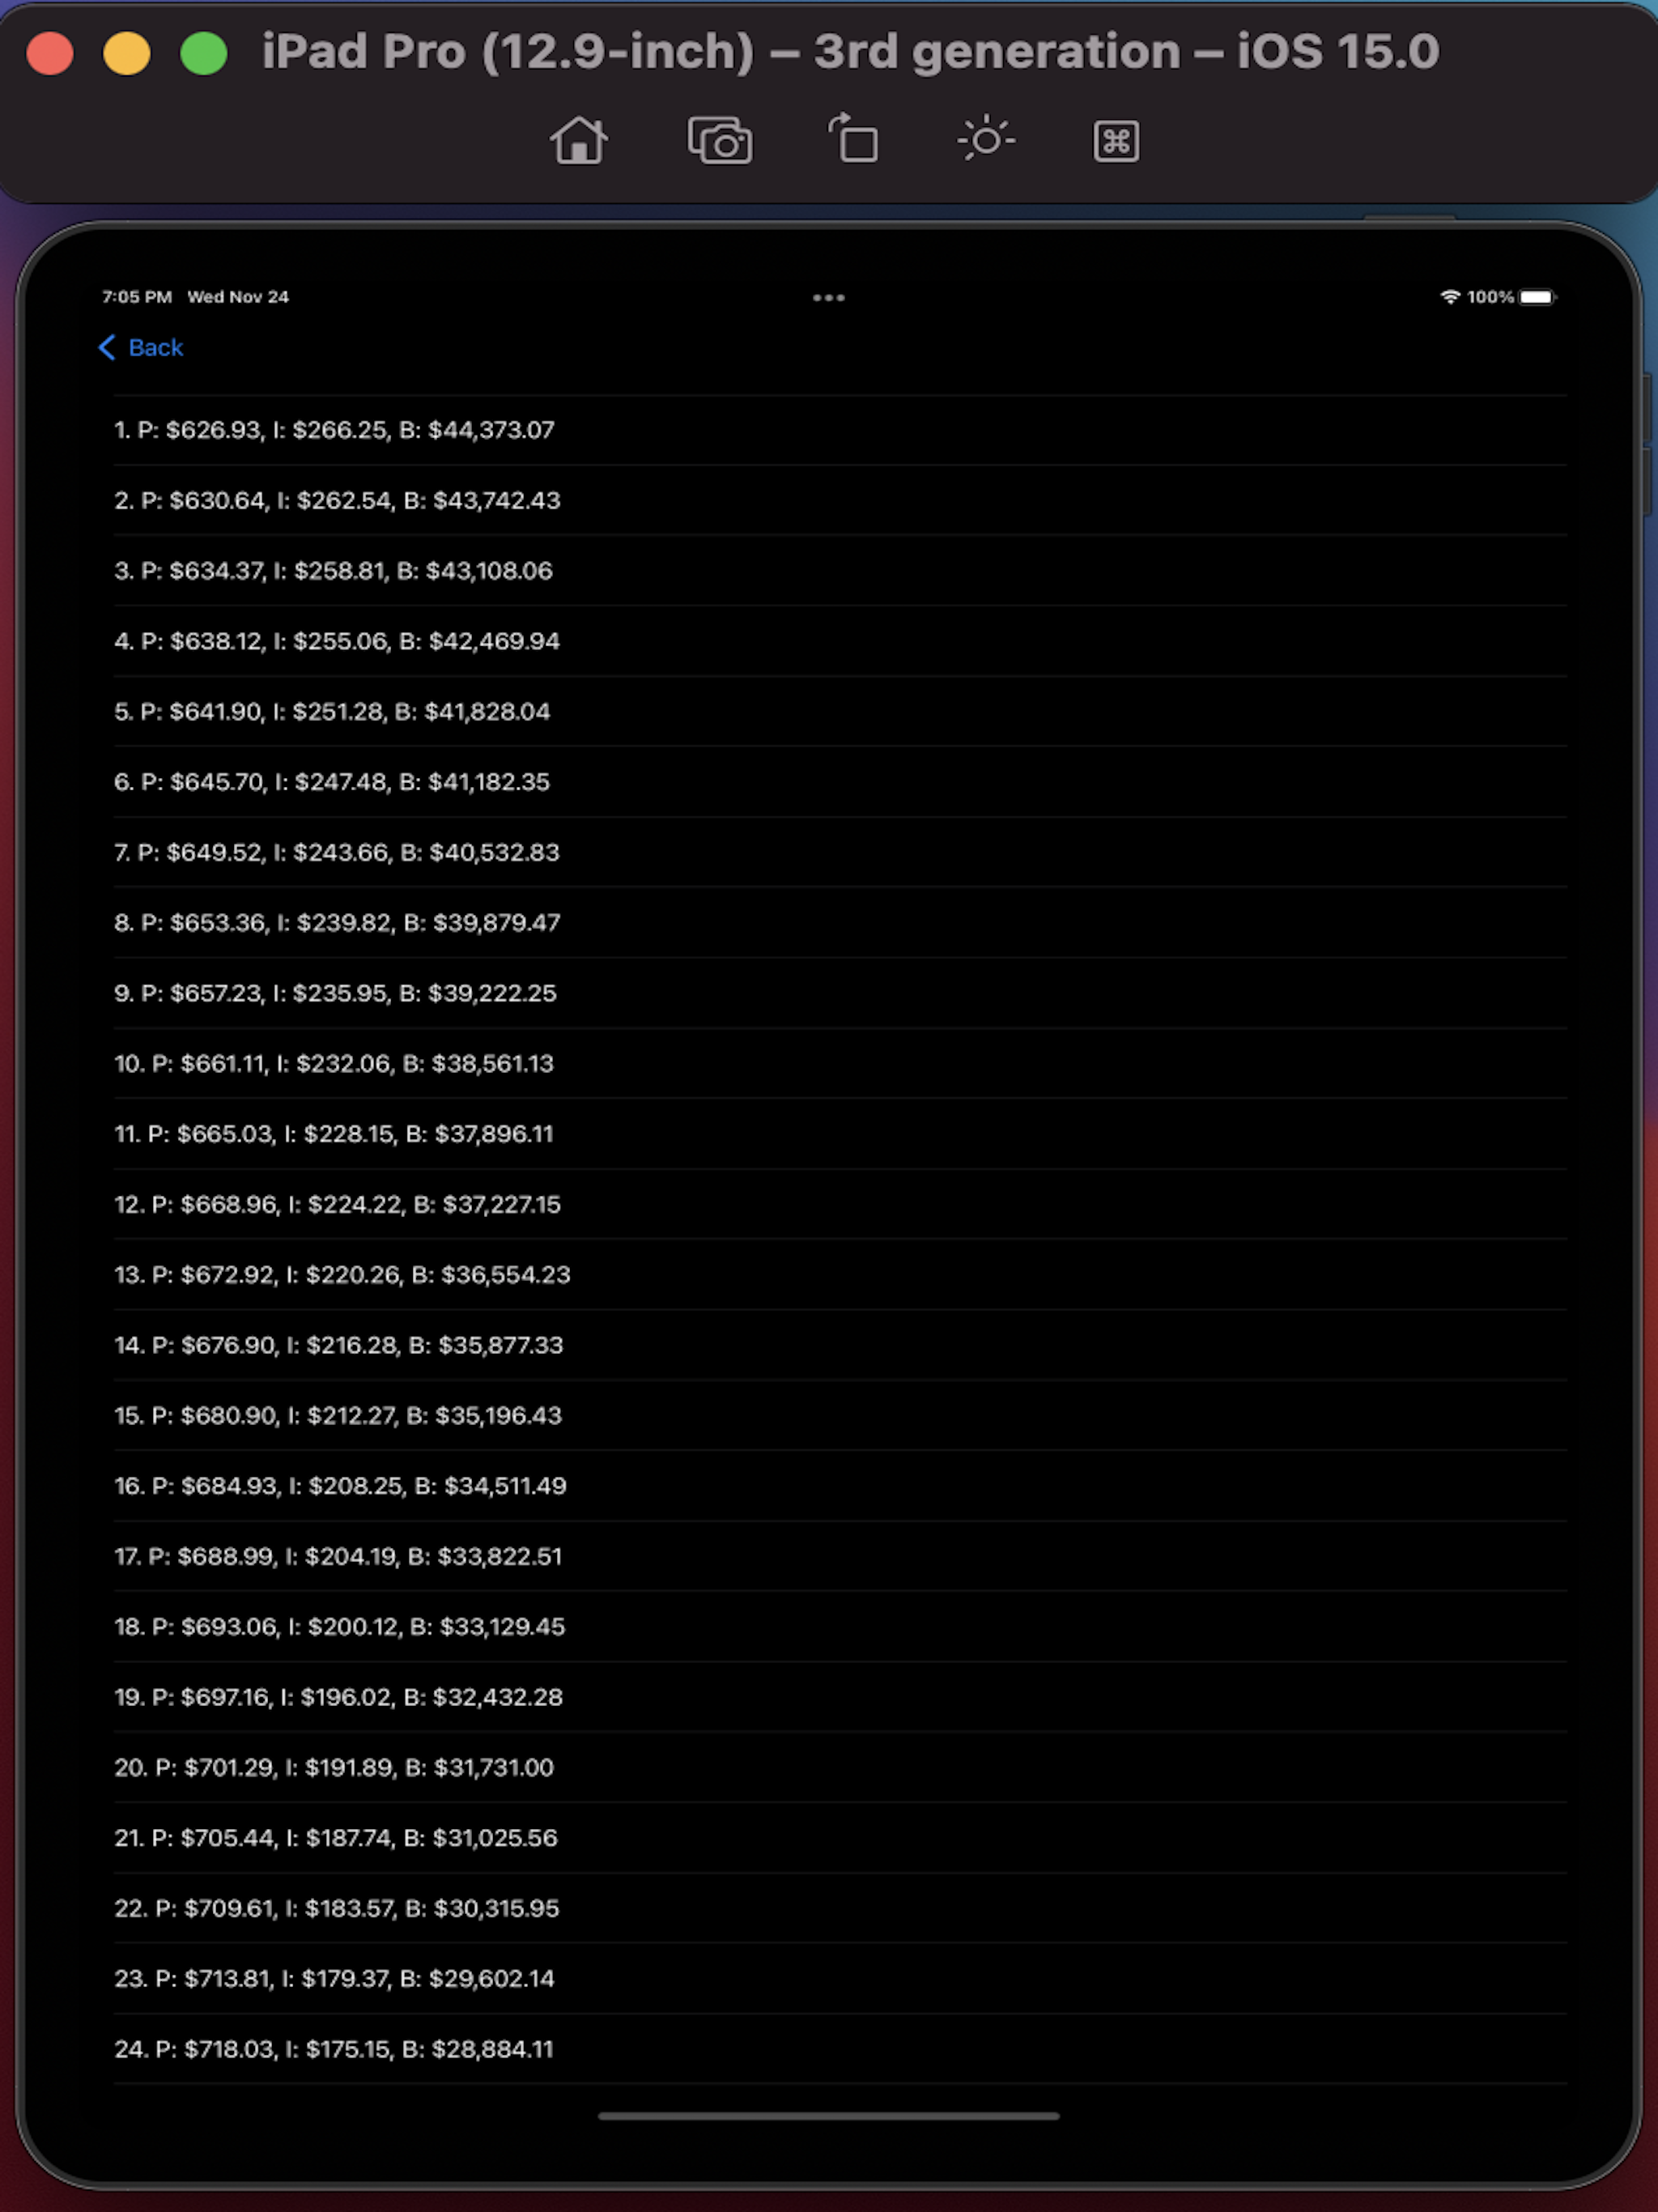 iPad Pro (12.9-inch) – 3rd generation – iOS 15.0
7:05 PM Wed Nov 24
100%
Back
1. P: $626.93, I: $266.25, B: $44,373.07
2. P: $630.64, I: $262.54, B: $43,742.43
3. P: $634.37, I: $258.81, B: $43,108.06
4. P: $638.12, I: $255.06, B: $42,469.94
5. P: $641.90, I: $251.28, B: $41,828.04
6. P: $645.70, I: $247.48, B: $41,182.35
7. P: $649.52, I: $243.66, B: $40,532.83
8. P: $653.36, I: $239.82, B: $39,879.47
9. P: $657.23, I: $235.95, B: $39,222.25
10. P: $661.11, I: $232.06, B: $38,561.13
11. P: $665.03, I: $228.15, B: $37,896.11
12. P: $668.96, I: $224.22, B: $37,227.15
13. P: $672.92, I: $220.26, B: $36,554.23
14. P: $676.90, I: $216.28, B: $35,877.33
15. P: $680.90, I: $212.27, B: $35,196.43
16. P: $684.93, I: $208.25, B: $34,511.49
17. P: $688.99, I: $204.19, B: $33,822.51
18. P: $693.06, I: $200.12, B: $33,129.45
19. P: $697.16, I: $196.02, B: $32,432.28
20. P: $701.29, I: $191.89, B: $31,731.00
21. P: $705.44, I: $187.74, B: $31,025.56
22. P: $709.61, I: $183.57, B: $30,315.95
23. P: $713.81, I: $179.37, B: $29,602.14
24. P: $718.03, I: $175.15, B: $28,884.11